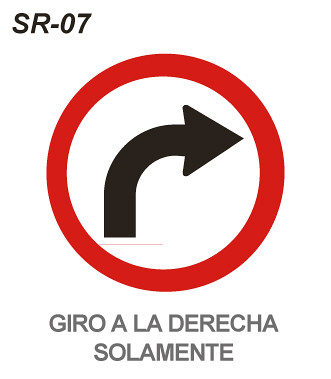 SR-07
GIRO A LA DERECHA
SOLAMENTE